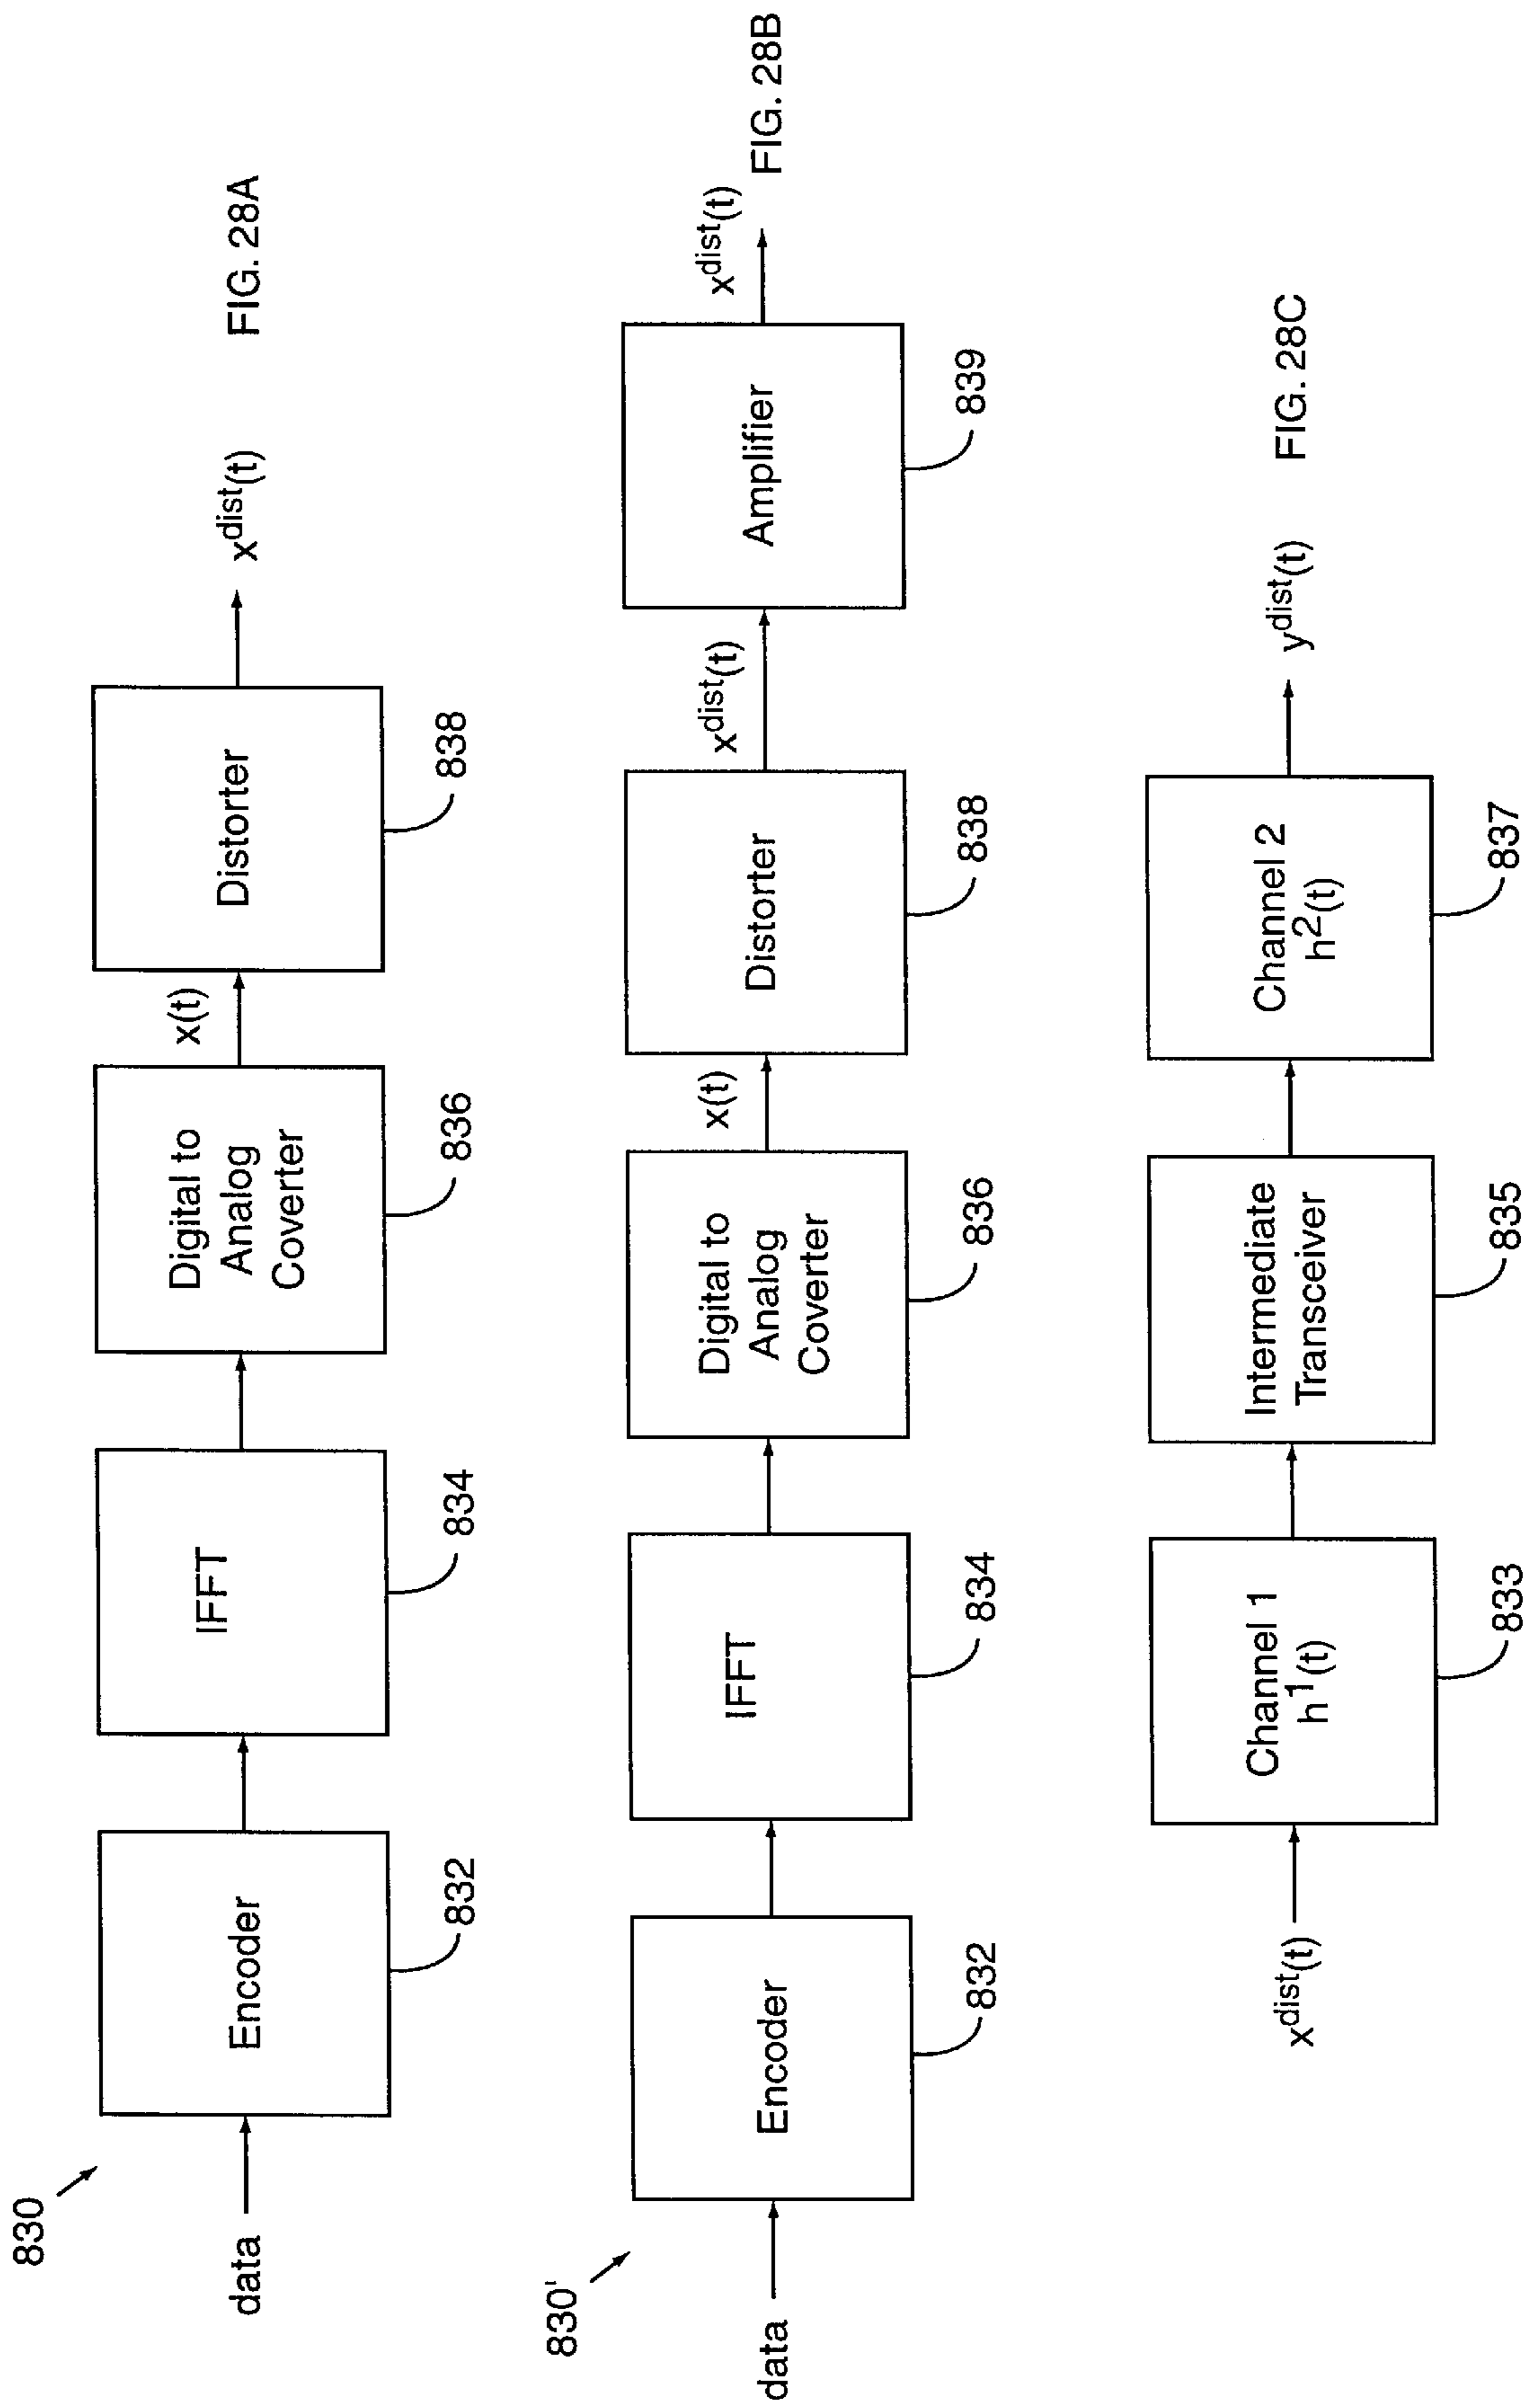 830
data
Encoder
832
IFFT
834
Digital to
Analog
Coverter
836
x(t)
Distorter
838
x^dist(t)
FIG. 28A
830'
data
Encoder
832
IFFT
834
Digital to
Analog
Coverter
836
x(t)
Distorter
838
x^dist(t)
Amplifier
839
x^dist(t)
FIG. 28B
x^dist(t)
Channel 1
h^1(t)
833
Intermediate
Transceiver
835
Channel 2
h^2(t)
837
y^dist(t)
FIG. 28C